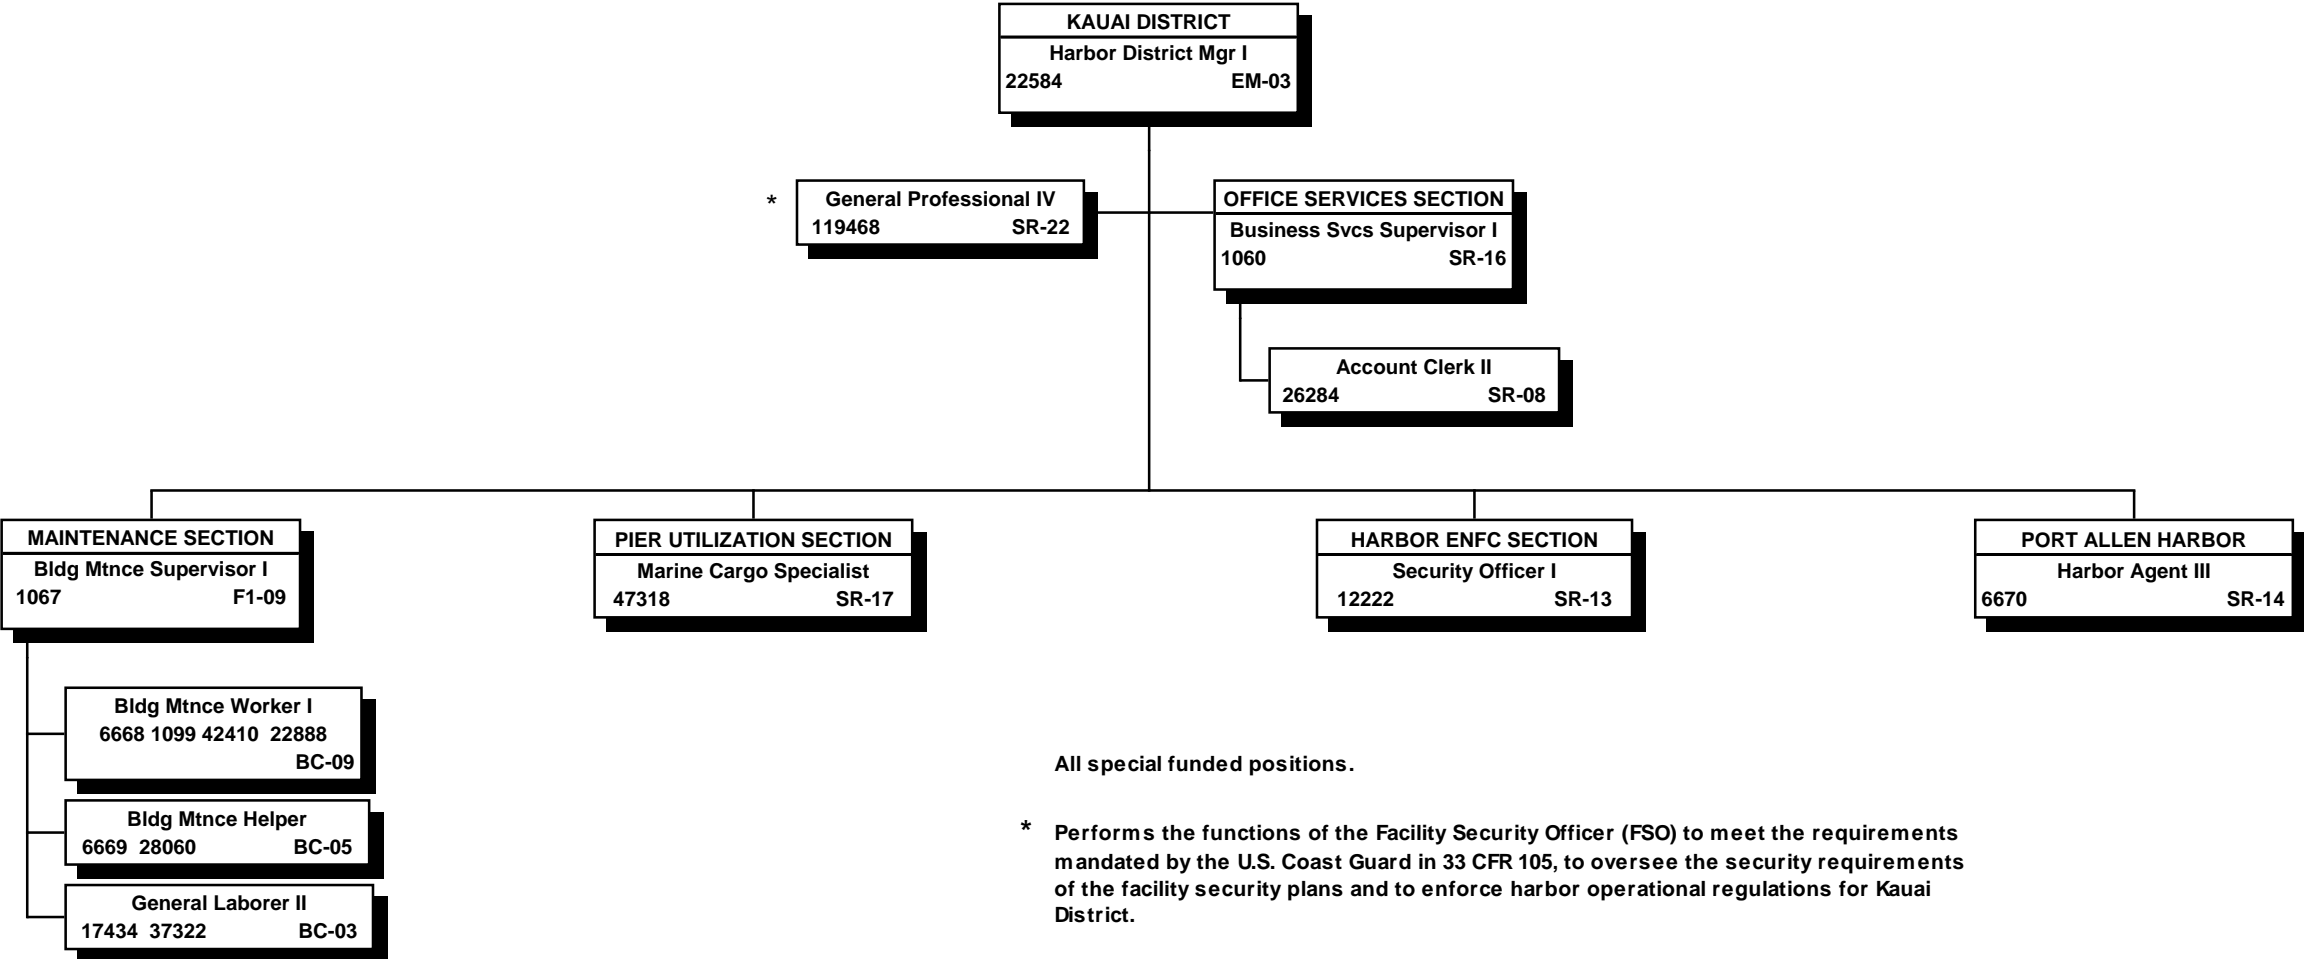 KAUAI DISTRICT
Harbor District Mgr I
22584 EM-03
* General Professional IV
119468 SR-22
OFFICE SERVICES SECTION
Business Svcs Supervisor I
1060 SR-16
Account Clerk II
26284 SR-08
MAINTENANCE SECTION
Bldg Mtnce Supervisor I
1067 F1-09
PIER UTILIZATION SECTION
Marine Cargo Specialist
47318 SR-17
HARBOR ENFC SECTION
Security Officer I
12222 SR-13
PORT ALLEN HARBOR
Harbor Agent III
6670 SR-14
Bldg Mtnce Worker I
6668 1099 42410 22888
BC-09
Bldg Mtnce Helper
6669 28060 BC-05
General Laborer II
17434 37322 BC-03
All special funded positions.
* Performs the functions of the Facility Security Officer (FSO) to meet the requirements
mandated by the U.S. Coast Guard in 33 CFR 105, to oversee the security requirements
of the facility security plans and to enforce harbor operational regulations for Kauai
District.